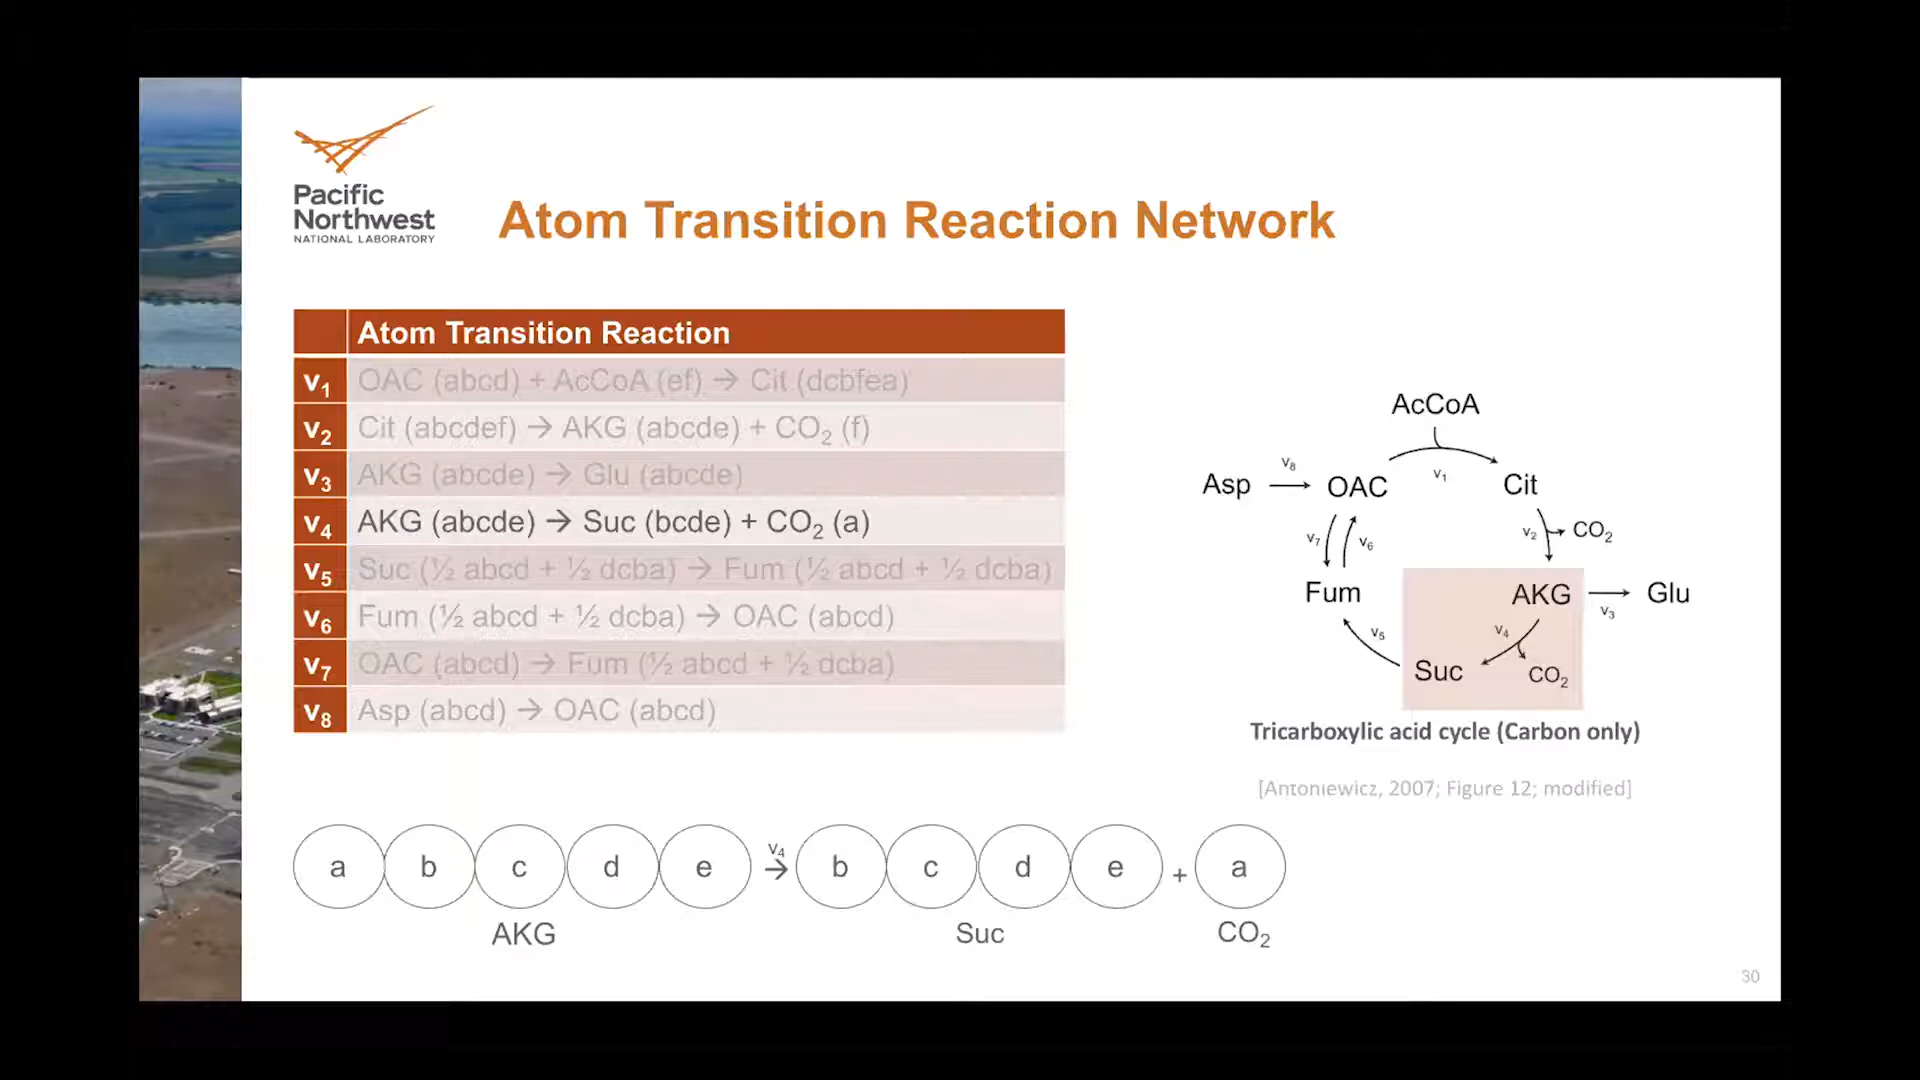 Pacific
Northwest
NATIONAL LABORATORY
Atom Transition Reaction Network
Atom Transition Reaction
v1 OAC (abcd) + AcCoA (ef) → Cit (dcbfea)
v2 Cit (abcdef) → AKG (abcde) + CO2 (f)
v3 AKG (abcde) → Glu (abcde)
v4 AKG (abcde) → Suc (bcde) + CO2 (a)
v5 Suc (½ abcd + ½ dcba) → Fum (½ abcd + ½ dcba)
v6 Fum (½ abcd + ½ dcba) → OAC (abcd)
v7 OAC (abcd) → Fum (½ abcd + ½ dcba)
v8 Asp (abcd) → OAC (abcd)
AcCoA
v8
v1
Asp OAC Cit
v7 v6 v2 CO2
Fum AKG Glu
v3
v5 v4
Suc CO2
Tricarboxylic acid cycle (Carbon only)
[Antoniewicz, 2007; Figure 12; modified]
a b c d e v4 → b c d e + a
AKG Suc CO2
30